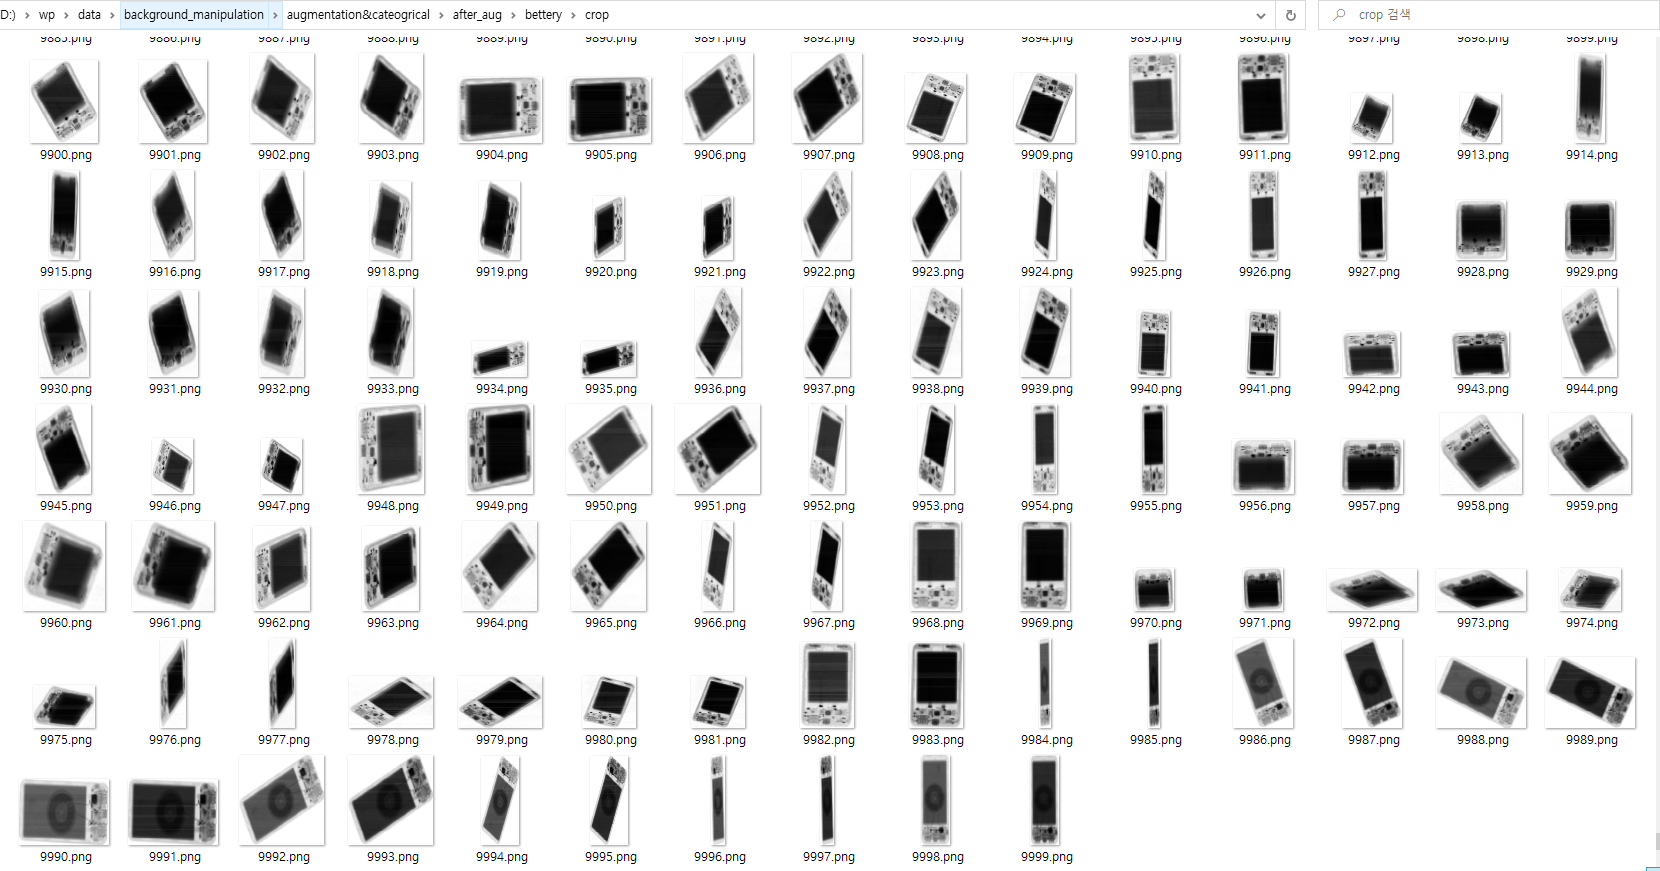 D:) › wp › data › background_manipulation › augmentation&cateogrical › after_aug › bettery › crop
crop 검색
9885.png 9886.png 9887.png 9888.png 9889.png 9890.png 9891.png 9892.png 9893.png 9894.png 9895.png 9896.png 9897.png 9898.png 9899.png
9900.png 9901.png 9902.png 9903.png 9904.png 9905.png 9906.png 9907.png 9908.png 9909.png 9910.png 9911.png 9912.png 9913.png 9914.png
9915.png 9916.png 9917.png 9918.png 9919.png 9920.png 9921.png 9922.png 9923.png 9924.png 9925.png 9926.png 9927.png 9928.png 9929.png
9930.png 9931.png 9932.png 9933.png 9934.png 9935.png 9936.png 9937.png 9938.png 9939.png 9940.png 9941.png 9942.png 9943.png 9944.png
9945.png 9946.png 9947.png 9948.png 9949.png 9950.png 9951.png 9952.png 9953.png 9954.png 9955.png 9956.png 9957.png 9958.png 9959.png
9960.png 9961.png 9962.png 9963.png 9964.png 9965.png 9966.png 9967.png 9968.png 9969.png 9970.png 9971.png 9972.png 9973.png 9974.png
9975.png 9976.png 9977.png 9978.png 9979.png 9980.png 9981.png 9982.png 9983.png 9984.png 9985.png 9986.png 9987.png 9988.png 9989.png
9990.png 9991.png 9992.png 9993.png 9994.png 9995.png 9996.png 9997.png 9998.png 9999.png